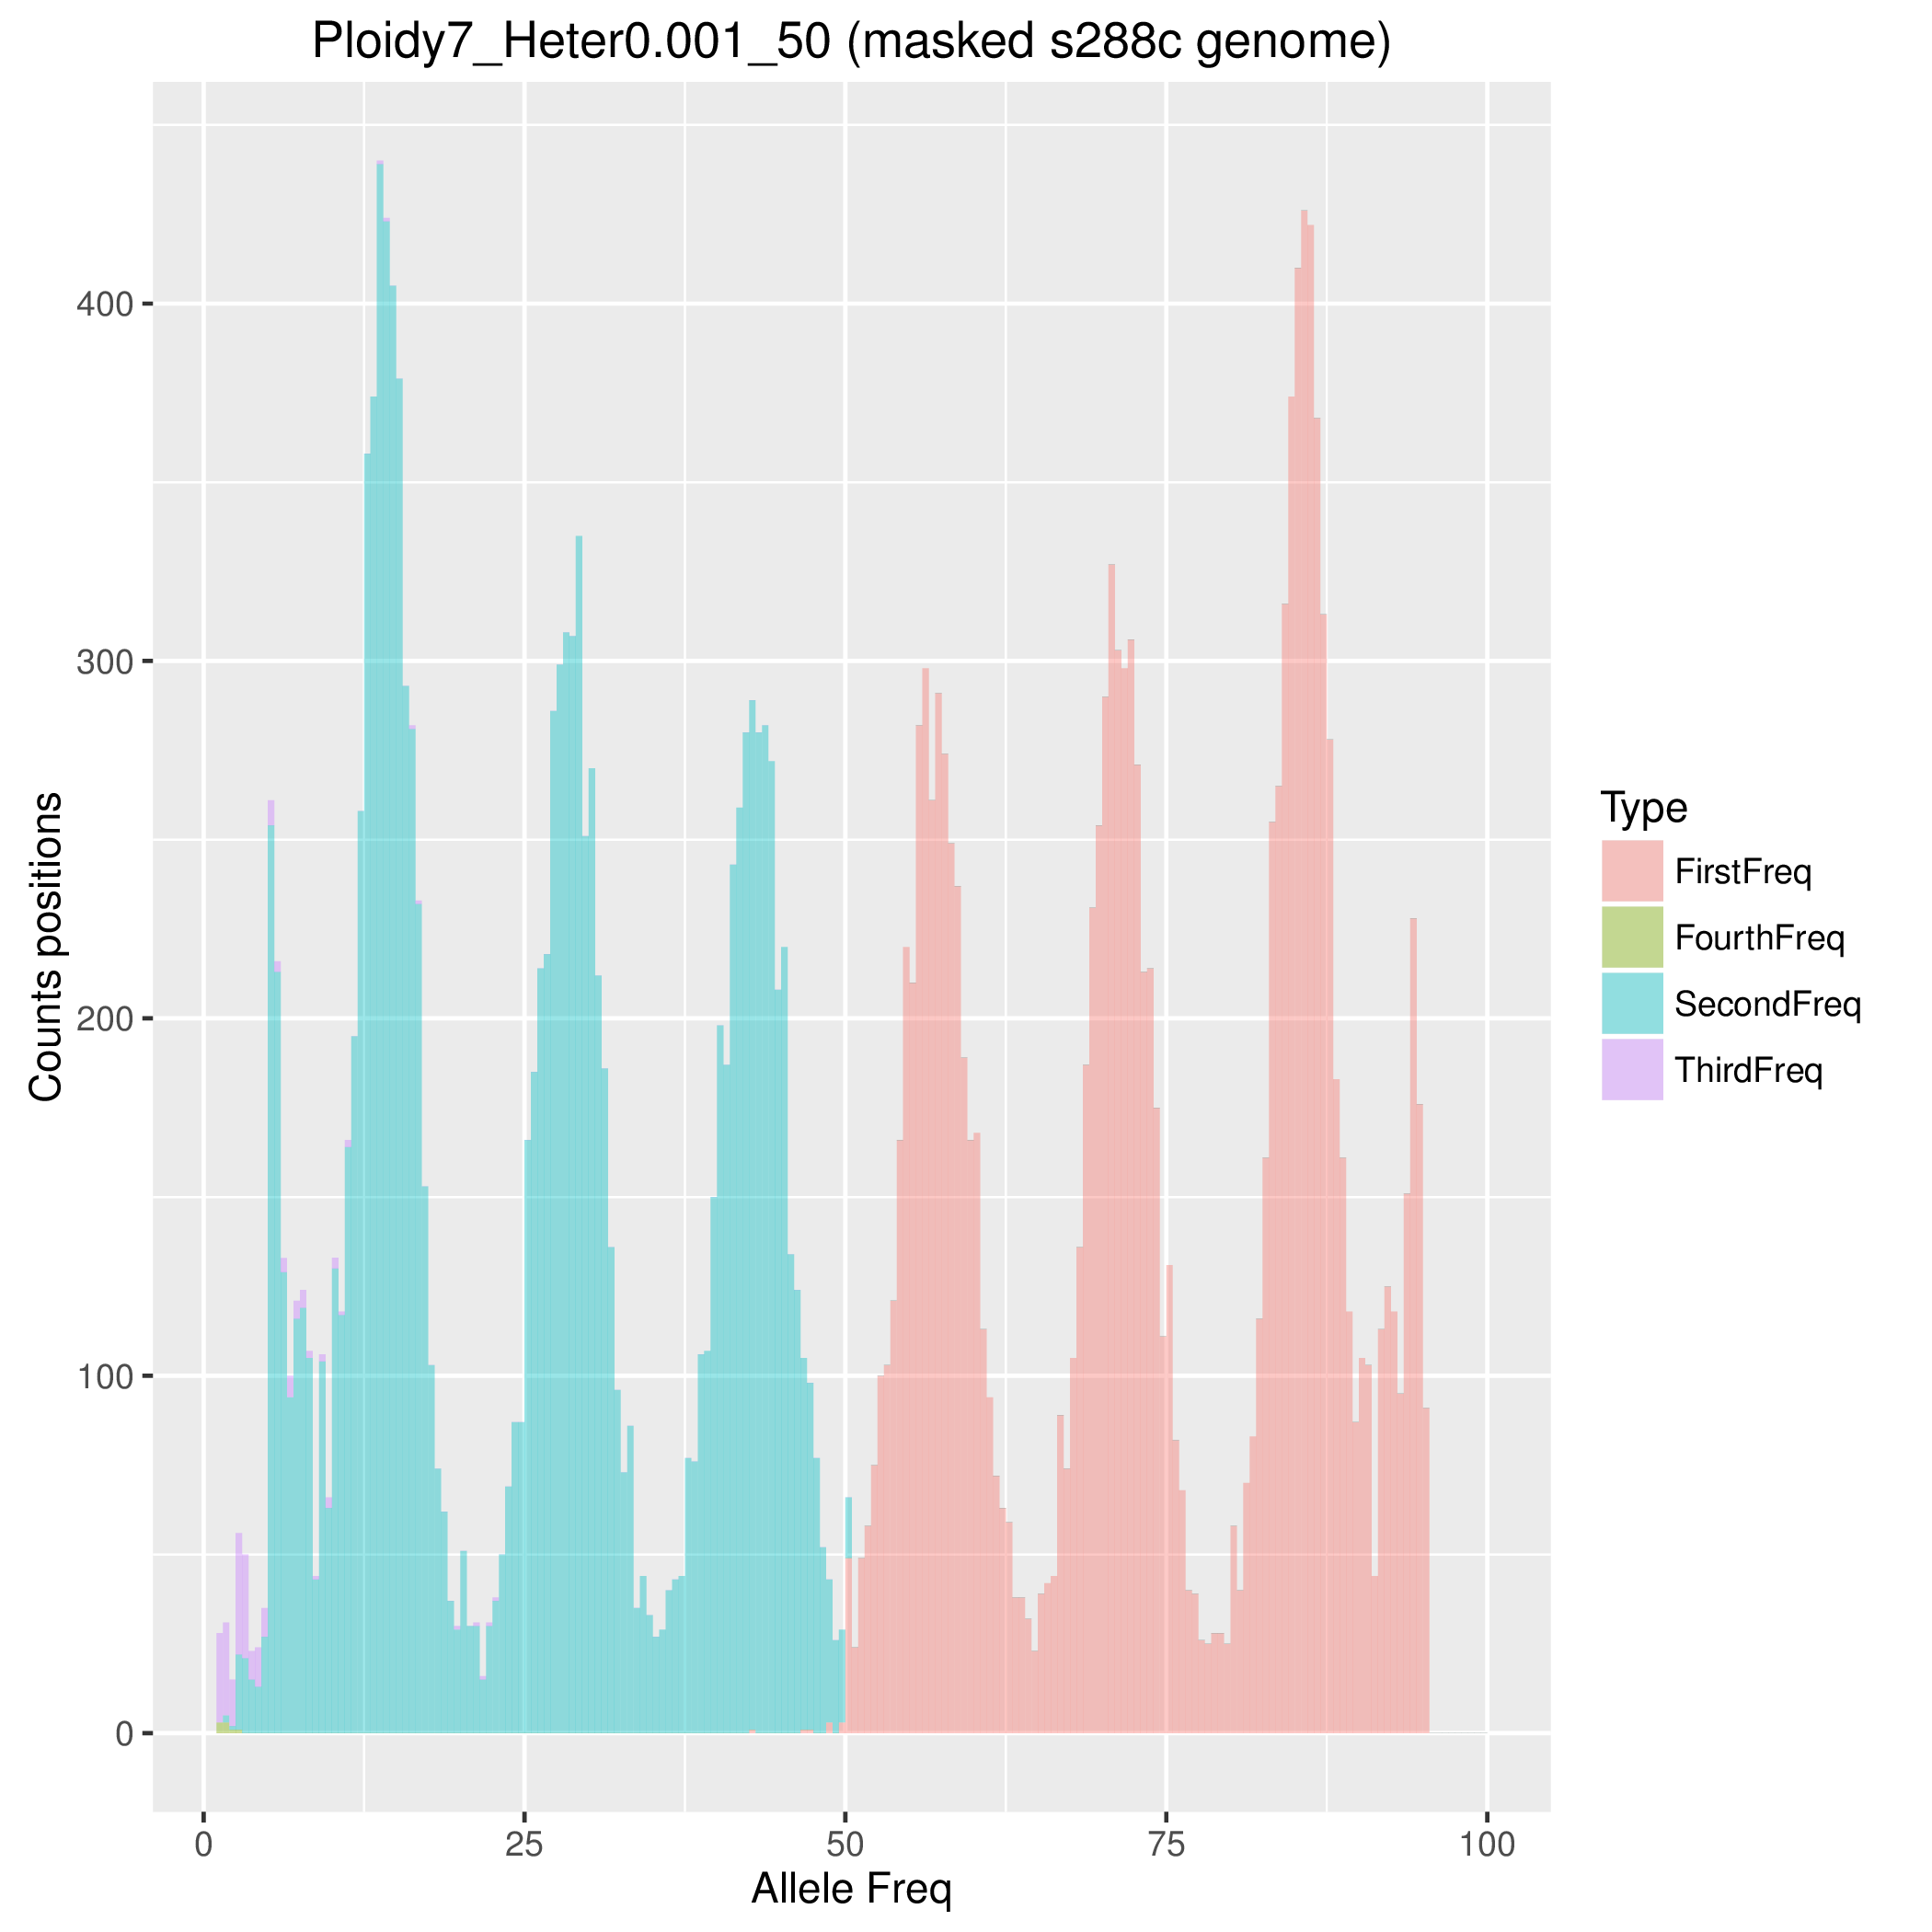 Ploidy7_Heter0.001_50 (masked s288c genome)
Counts positions
400
300
200
100
0
0
25
50
75
100
Allele Freq
Type
FirstFreq
FourthFreq
SecondFreq
ThirdFreq